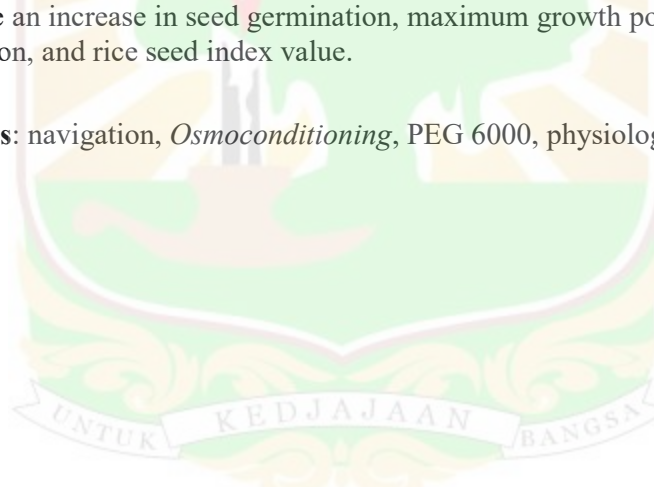 e an increase in seed germination, maximum growth po
on, and rice seed index value.
s: navigation, Osmoconditioning, PEG 6000, physiolog
UNTUK KEDJAJAAN BANGSA